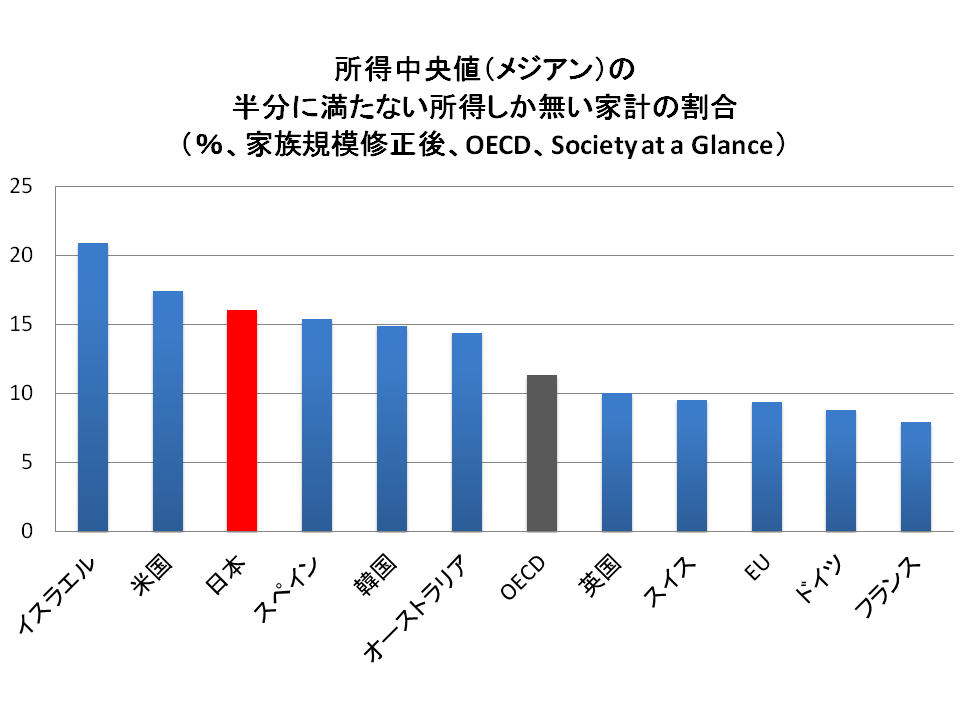 所得中央値（メジアン）の
半分に満たない所得しか無い家計の割合
（％、家族規模修正後、OECD、Society at a Glance）
25
20
15
10
5
0
イスラエル
米国
日本
スペイン
韓国
オーストラリア
OECD
英国
スイス
EU
ドイツ
フランス